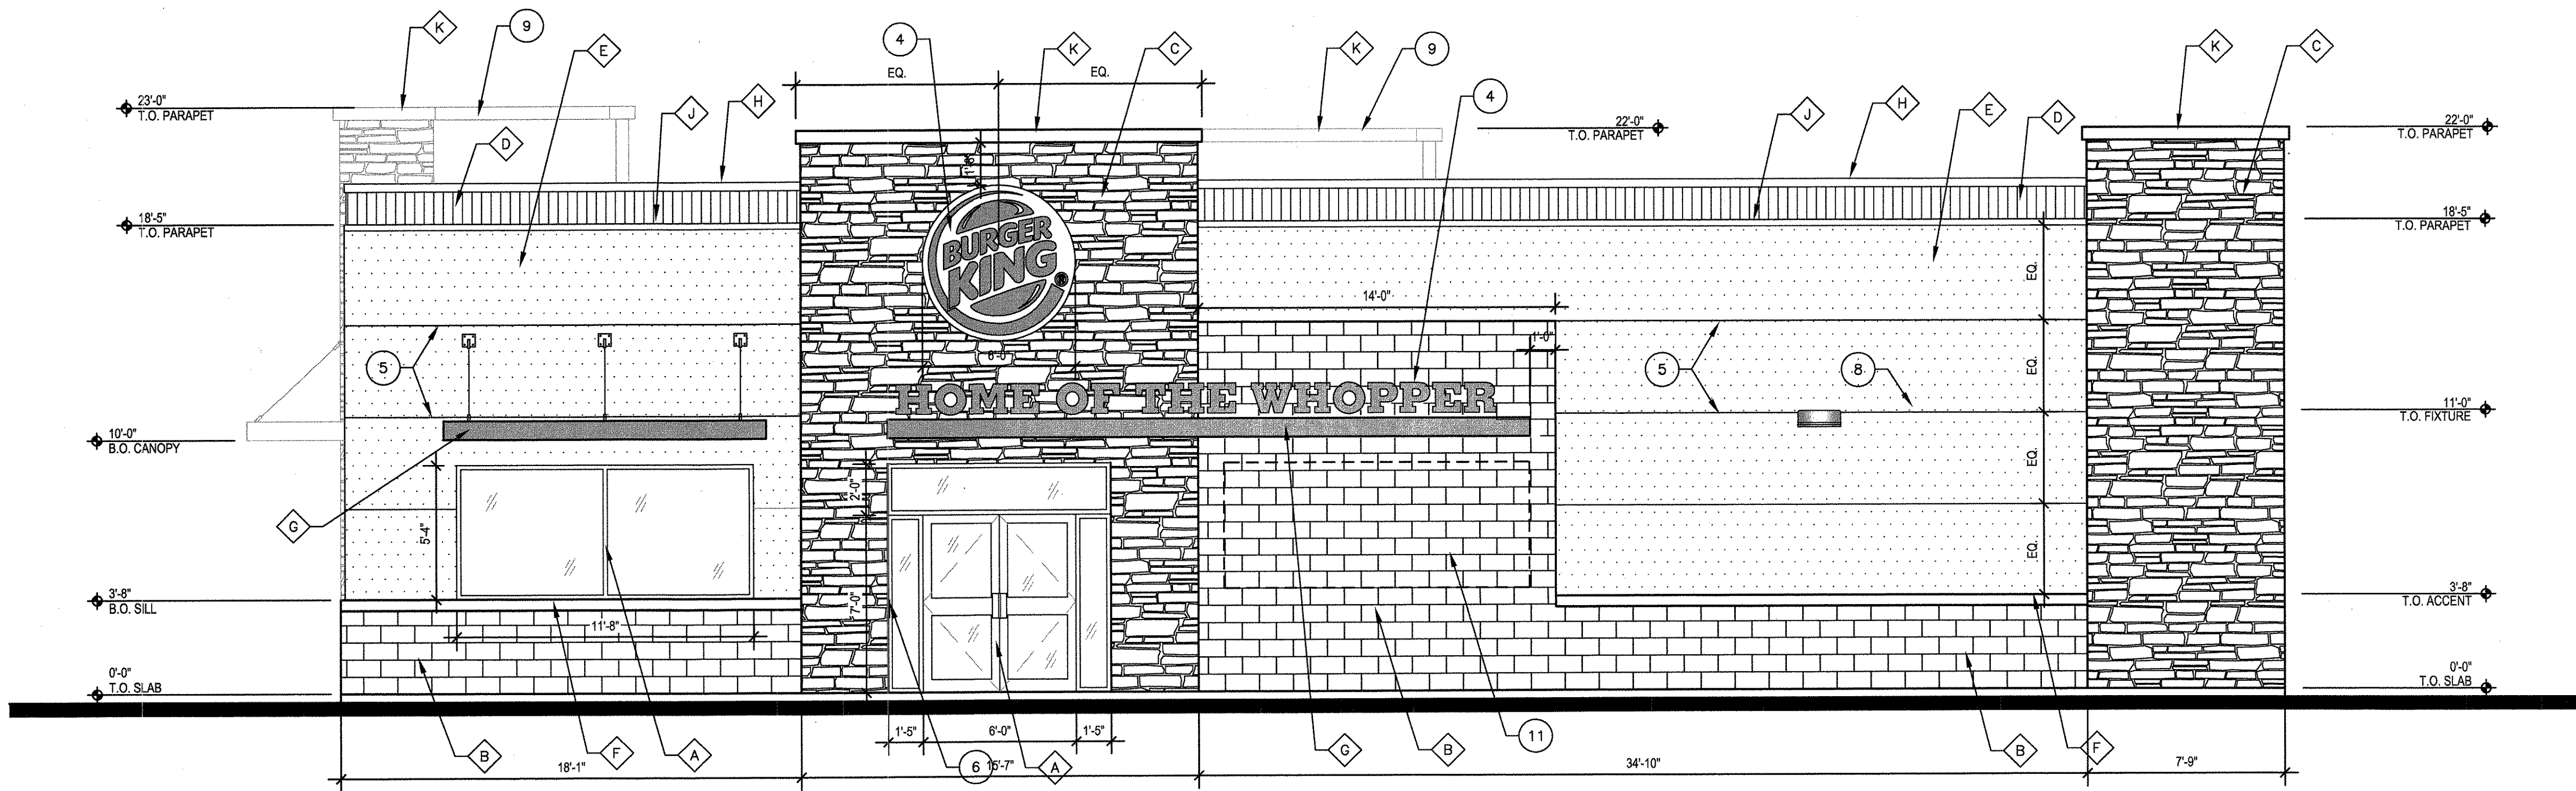 K
9
4
K
C
K
9
K
C
E
EQ.
EQ.
4
H
E
23'-0"
T.O. PARAPET
H
J
J
D
22'-0"
T.O. PARAPET
22'-0"
T.O. PARAPET
D
1'-8"
18'-5"
T.O. PARAPET
18'-5"
T.O. PARAPET
BURGER
KING
®
EQ.
14'-0"
1'-0"
6'-0"
5
5
8
EQ.
HOME OF THE WHOPPER
11'-0"
T.O. FIXTURE
10'-0"
B.O. CANOPY
EQ.
2'-0"
G
5'-4"
EQ.
3'-8"
B.O. SILL
7'-0"
3'-8"
T.O. ACCENT
11'-8"
0'-0"
T.O. SLAB
0'-0"
T.O. SLAB
1'-5"
6'-0"
1'-5"
11
B
F
A
G
B
B
F
18'-1"
6
15'-7"
A
34'-10"
7'-9"